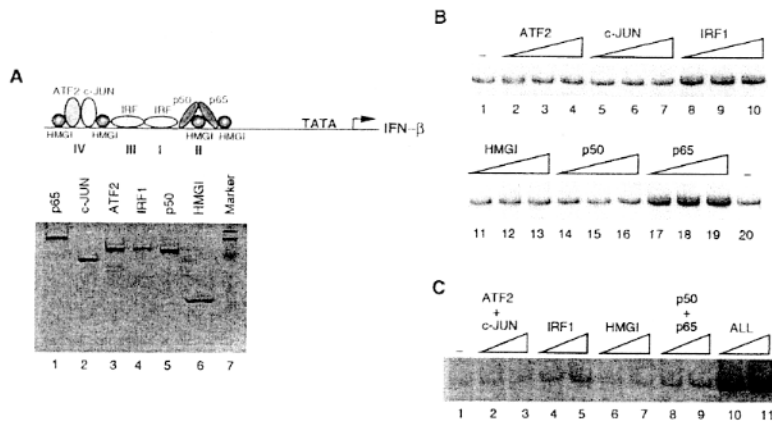 A
ATF2 c-JUN
IRF IRF
p50 p65
HMGI HMGI HMGI HMGI
IV III I II
TATA
IFN-β
p65 c-JUN ATF2 IRF1 p50 HMGI Marker
1 2 3 4 5 6 7
B
ATF2 c-JUN IRF1
–
1 2 3 4 5 6 7 8 9 10
HMGI p50 p65
–
11 12 13 14 15 16 17 18 19 20
C
ATF2 + c-JUN IRF1 HMGI p50 + p65 ALL
–
1 2 3 4 5 6 7 8 9 10 11